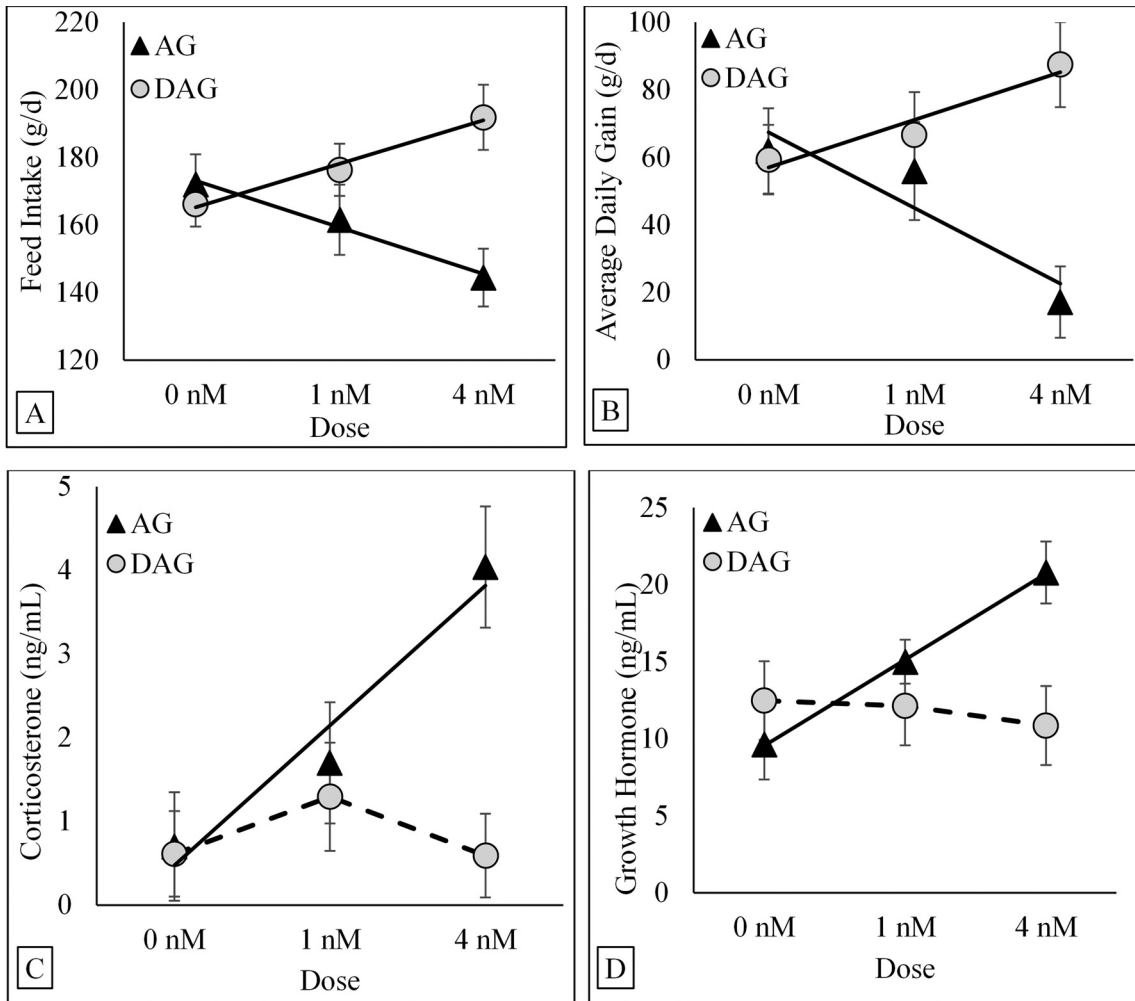 220
200
180
160
140
120
Feed Intake (g/d)
AG
DAG
0 nM 1 nM 4 nM
Dose
A
100
80
60
40
20
0
Average Daily Gain (g/d)
AG
DAG
0 nM 1 nM 4 nM
Dose
B
5
4
3
2
1
0
Corticosterone (ng/mL)
AG
DAG
0 nM 1 nM 4 nM
Dose
C
25
20
15
10
5
0
Growth Hormone (ng/mL)
AG
DAG
0 nM 1 nM 4 nM
Dose
D